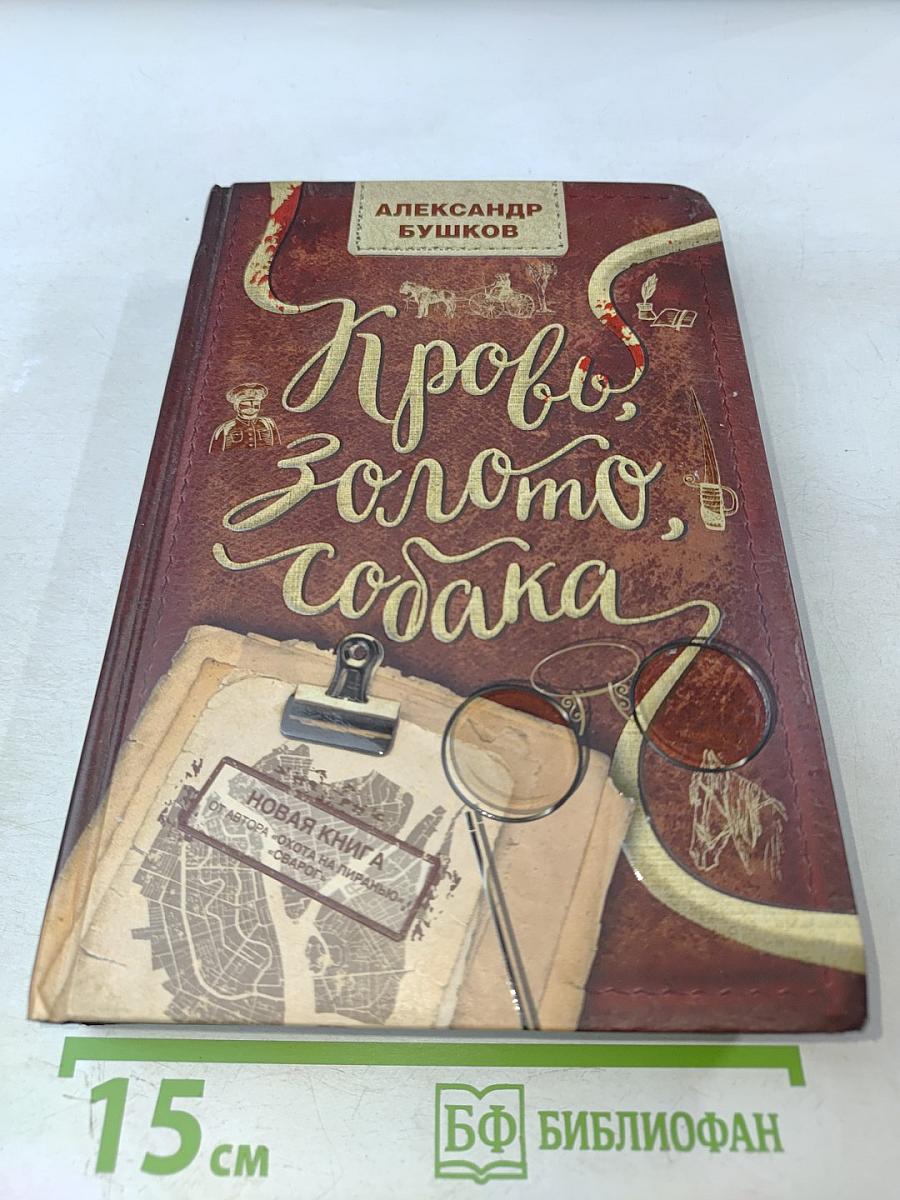 АЛЕКСАНДР
БУШКОВ
Кровь,
золото,
собака
НОВАЯ КНИГА
ОТ АВТОРА «ОХОТА НА ПИРАНЬЮ»,
«СВАРОГ»
15 см
БФ БИБЛИОФАН